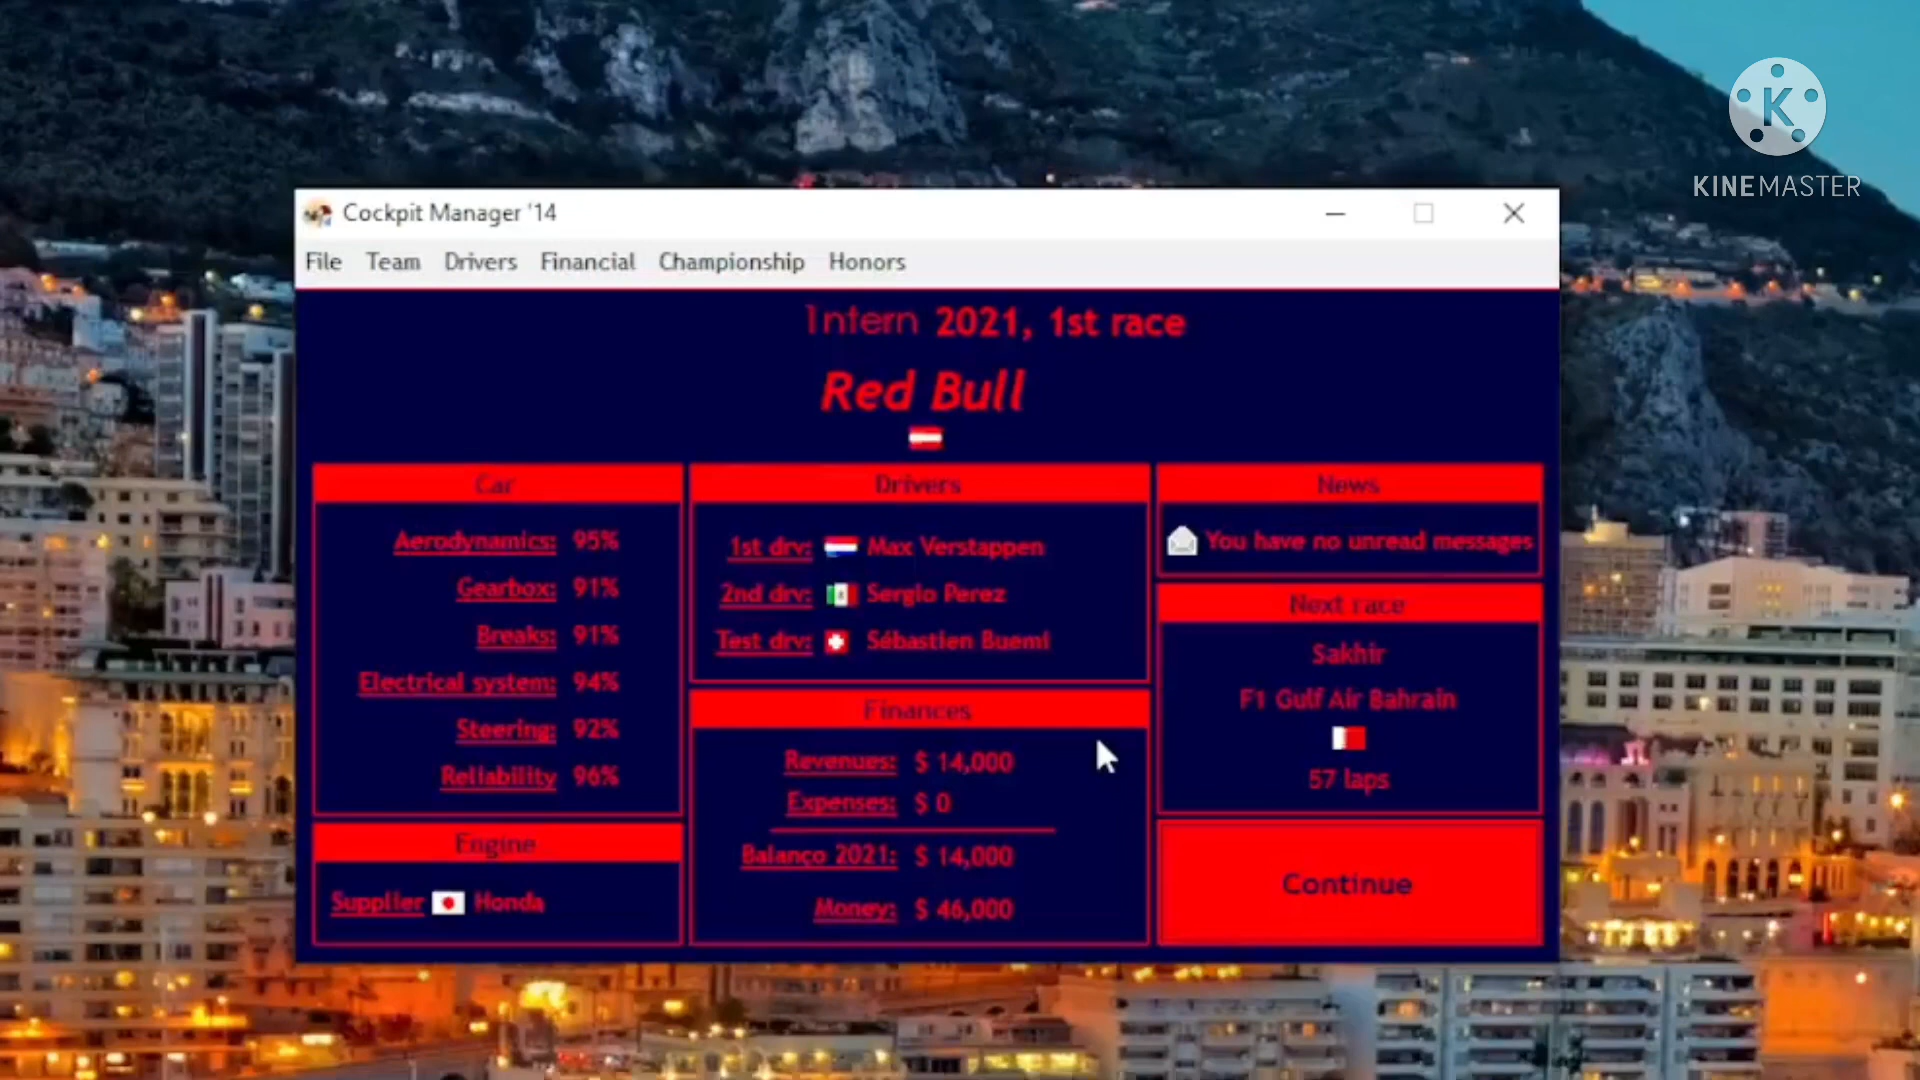 KINEMASTER
Cockpit Manager '14
File Team Drivers Financial Championship Honors
Intern 2021, 1st race
Red Bull
Car
Aerodynamics: 95%
Gearbox: 91%
Breaks: 91%
Electrical system: 94%
Steering: 92%
Reliability 96%
Engine
Supplier Honda
Drivers
1st drv: Max Verstappen
2nd drv: Sergio Perez
Test drv: Sébastien Buemi
Finances
Revenues: $ 14,000
Expenses: $ 0
Balanço 2021: $ 14,000
Money: $ 46,000
News
You have no unread messages
Next race
Sakhir
F1 Gulf Air Bahrain
57 laps
Continue